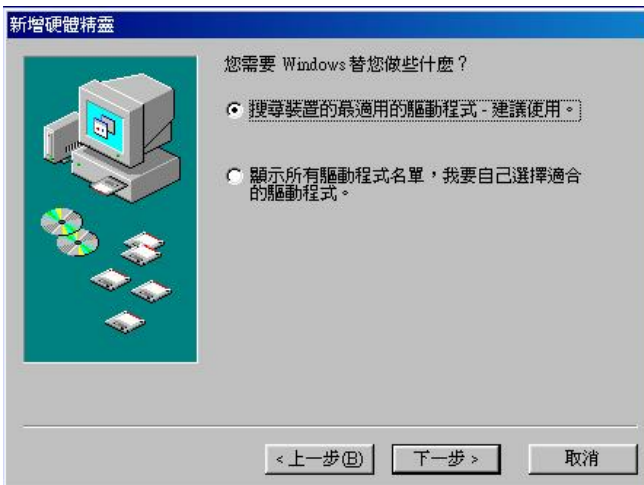 新增硬體精靈
您需要 Windows 替您做些什麼？
搜尋裝置的最適用的驅動程式 - 建議使用。
顯示所有驅動程式名單，我要自己選擇適合
的驅動程式。
<上一步(B)
下一步 >
取消